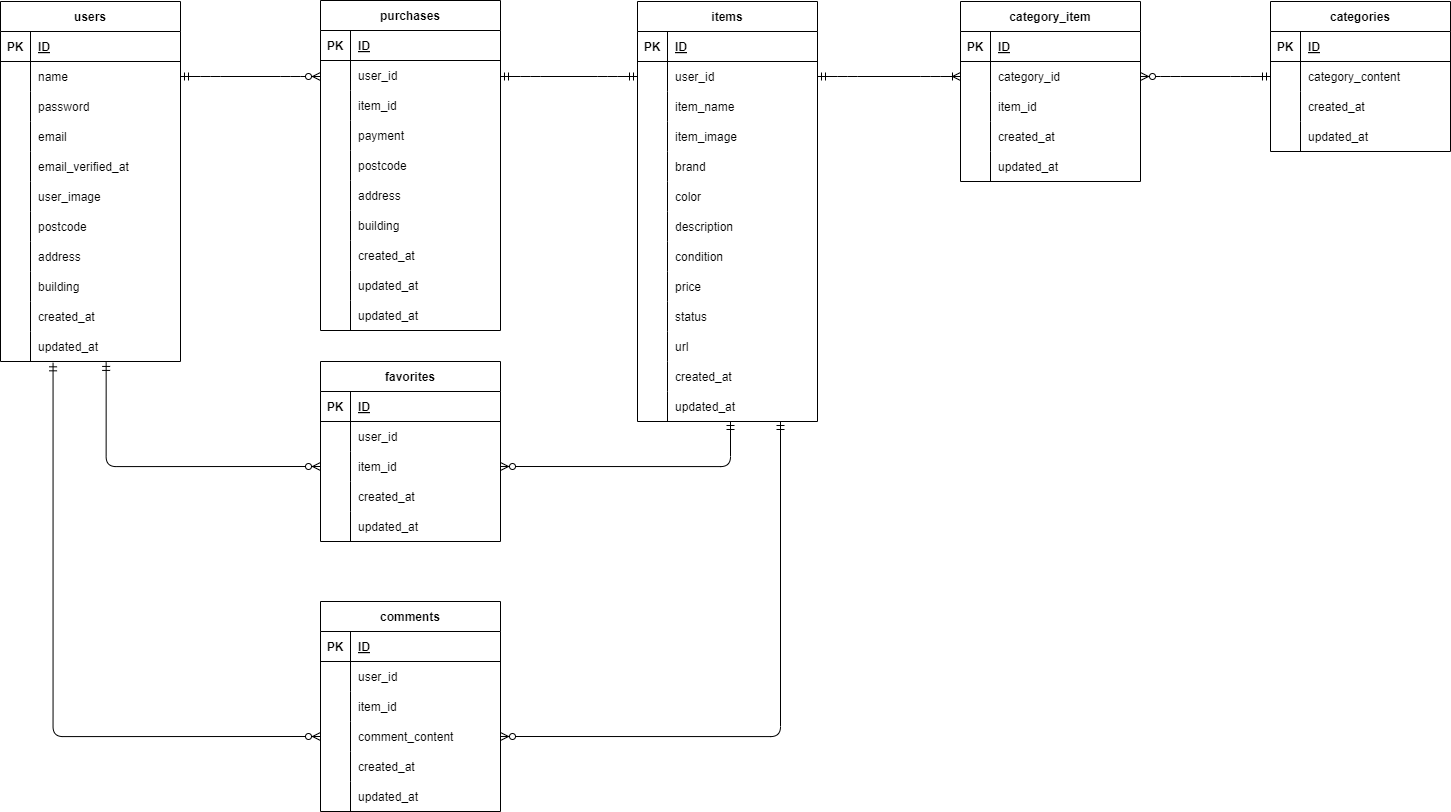 users
PK ID
name
password
email
email_verified_at
user_image
postcode
address
building
created_at
updated_at
purchases
PK ID
user_id
item_id
payment
postcode
address
building
created_at
updated_at
updated_at
items
PK ID
user_id
item_name
item_image
brand
color
description
condition
price
status
url
created_at
updated_at
category_item
PK ID
category_id
item_id
created_at
updated_at
categories
PK ID
category_content
created_at
updated_at
favorites
PK ID
user_id
item_id
created_at
updated_at
comments
PK ID
user_id
item_id
comment_content
created_at
updated_at